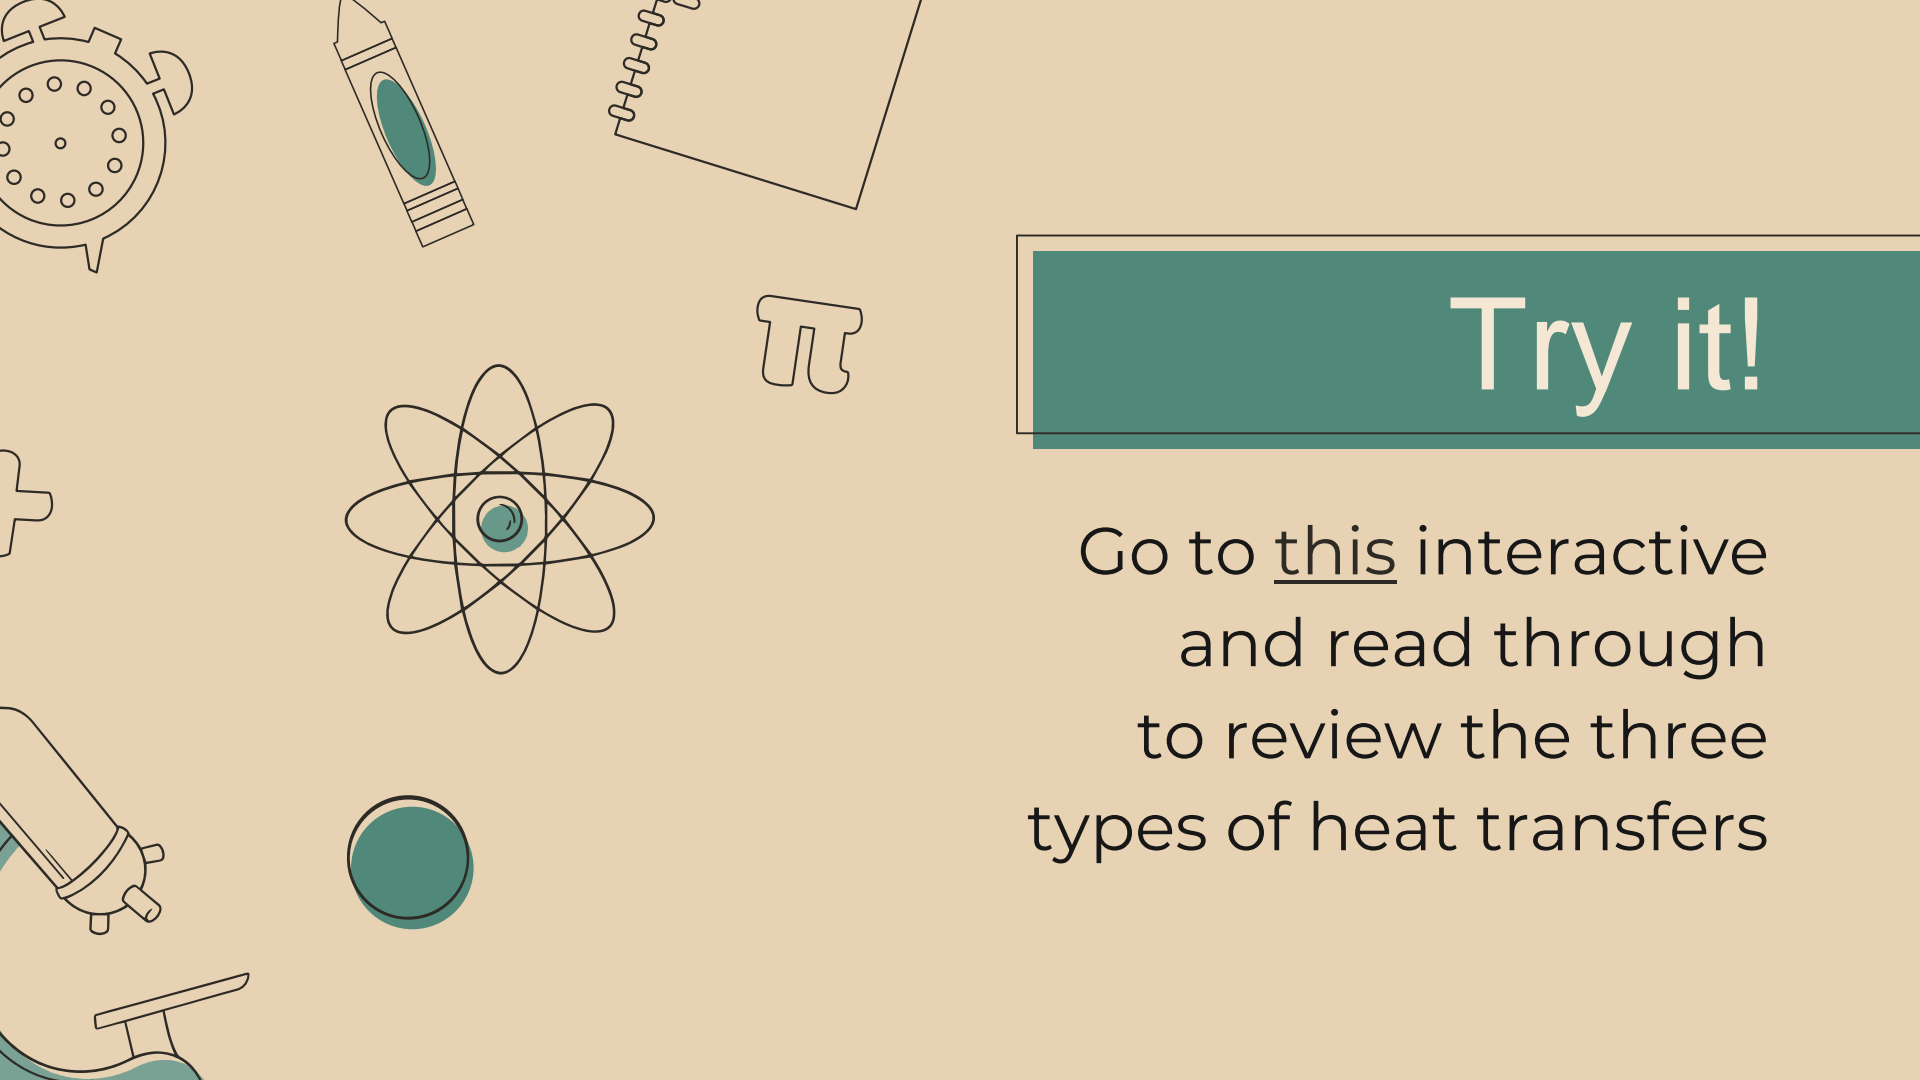 Try it!
Go to this interactive
and read through
to review the three
types of heat transfers